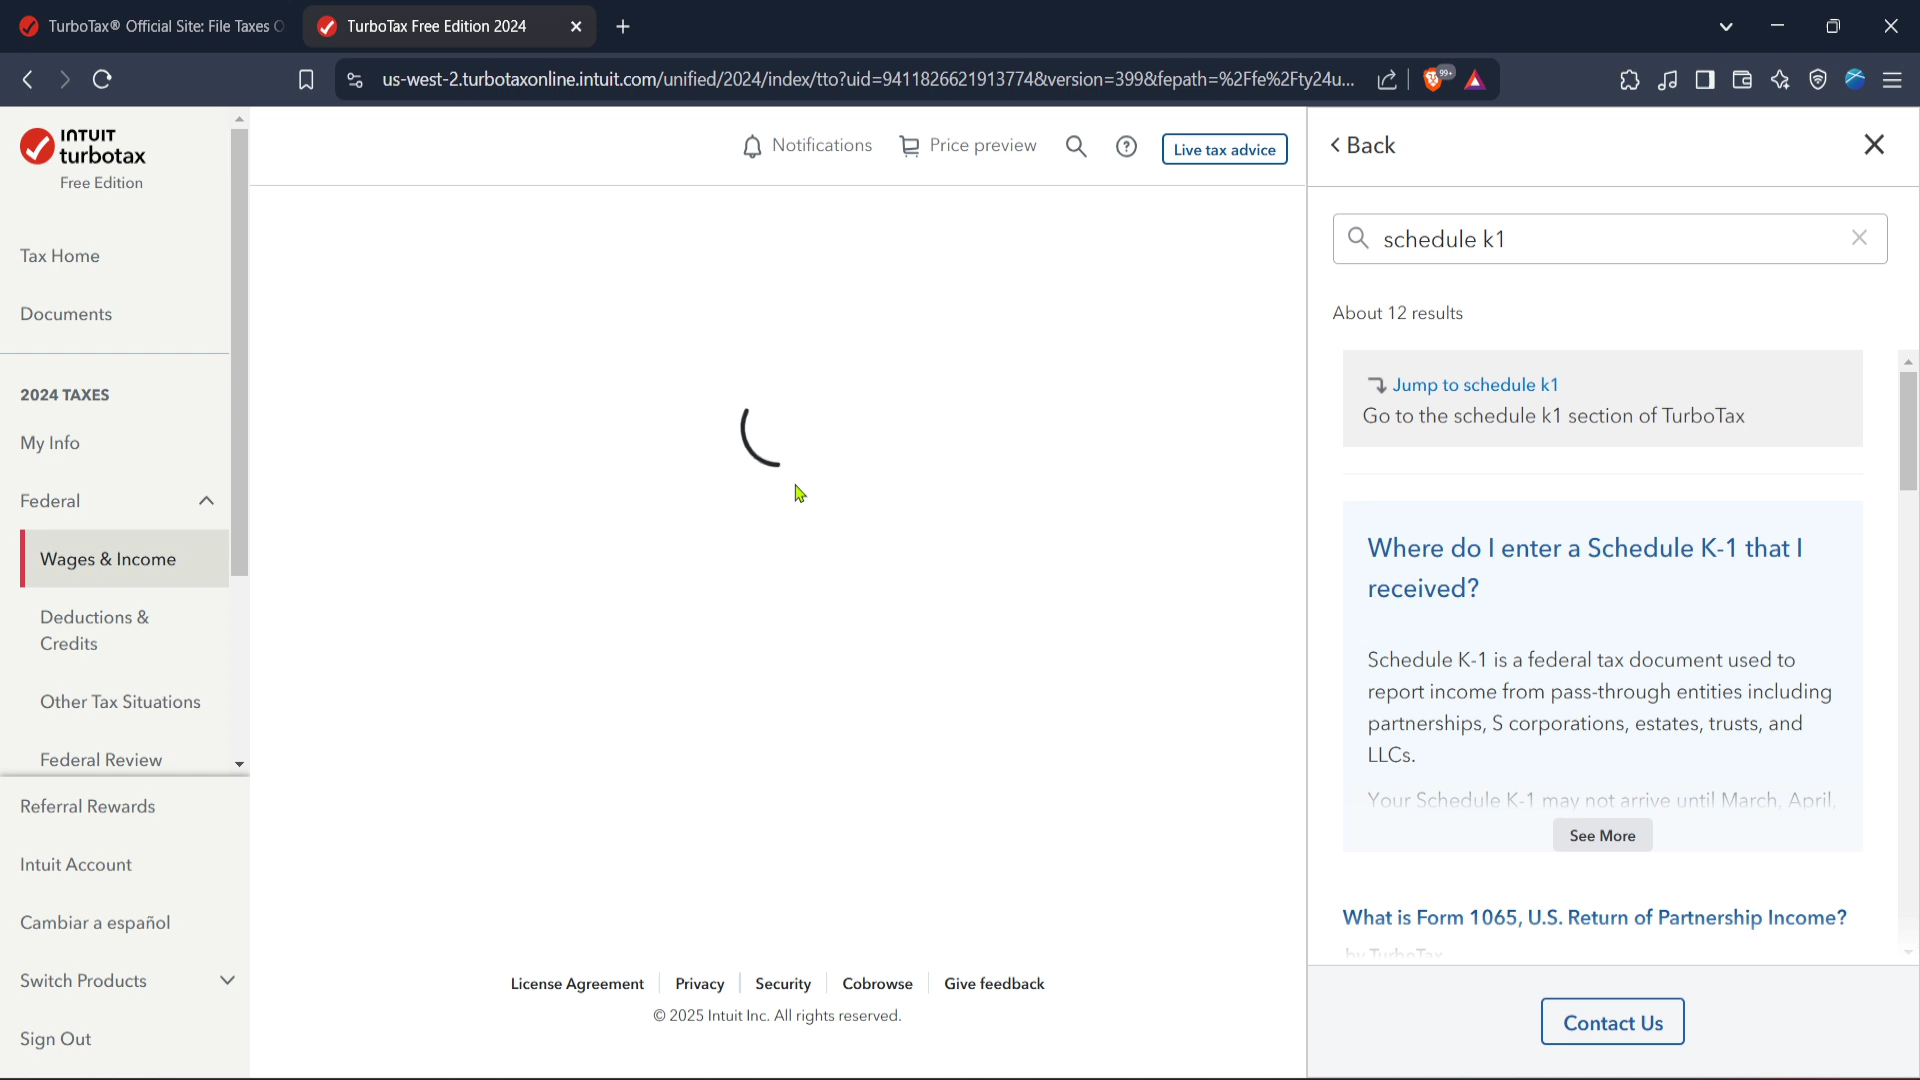 TurboTax® Official Site: File Taxes O
TurboTax Free Edition 2024
us-west-2.turbotaxonline.intuit.com/unified/2024/index/tto?uid=9411826621913774&version=399&fepath=%2Ffe%2Fty24u...
99+
INTUIT
turbotax
Free Edition
Tax Home
Documents
2024 TAXES
My Info
Federal
Wages & Income
Deductions &
Credits
Other Tax Situations
Federal Review
Referral Rewards
Intuit Account
Cambiar a español
Switch Products
Sign Out
Notifications
Price preview
Live tax advice
License Agreement
Privacy
Security
Cobrowse
Give feedback
© 2025 Intuit Inc. All rights reserved.
Back
schedule k1
About 12 results
Jump to schedule k1
Go to the schedule k1 section of TurboTax
Where do I enter a Schedule K-1 that I
received?
Schedule K-1 is a federal tax document used to
report income from pass-through entities including
partnerships, S corporations, estates, trusts, and
LLCs.
Your Schedule K-1 may not arrive until March, April,
See More
What is Form 1065, U.S. Return of Partnership Income?
by TurboTax
Contact Us